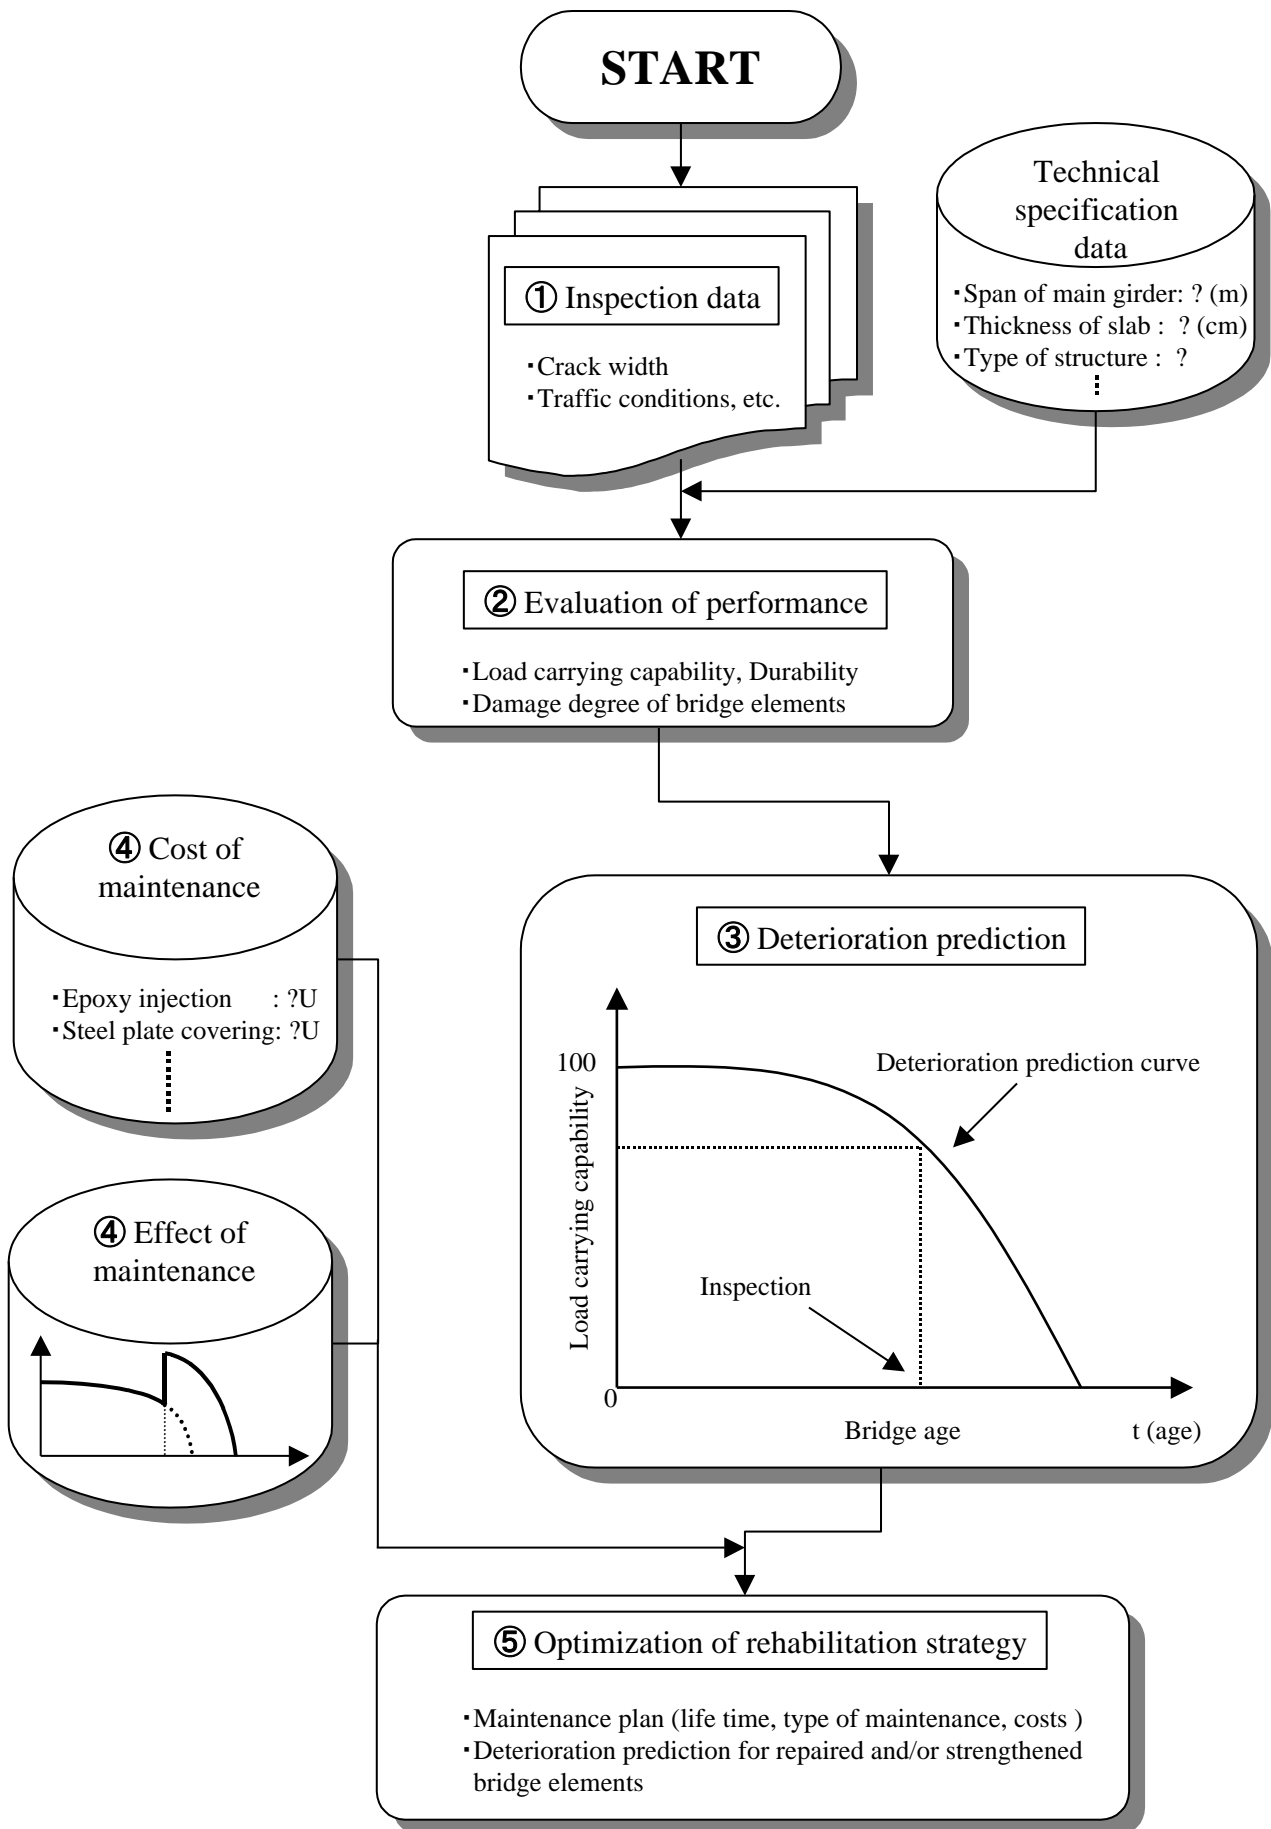 START
Technical
specification
data
・Span of main girder: ? (m)
・Thickness of slab : ? (cm)
・Type of structure : ?
① Inspection data
・Crack width
・Traffic conditions, etc.
② Evaluation of performance
・Load carrying capability, Durability
・Damage degree of bridge elements
④ Cost of
maintenance
・Epoxy injection : ?U
・Steel plate covering: ?U
④ Effect of
maintenance
③ Deterioration prediction
100
Load carrying capability
Deterioration prediction curve
Inspection
0
Bridge age
t (age)
⑤ Optimization of rehabilitation strategy
・Maintenance plan (life time, type of maintenance, costs )
・Deterioration prediction for repaired and/or strengthened
bridge elements